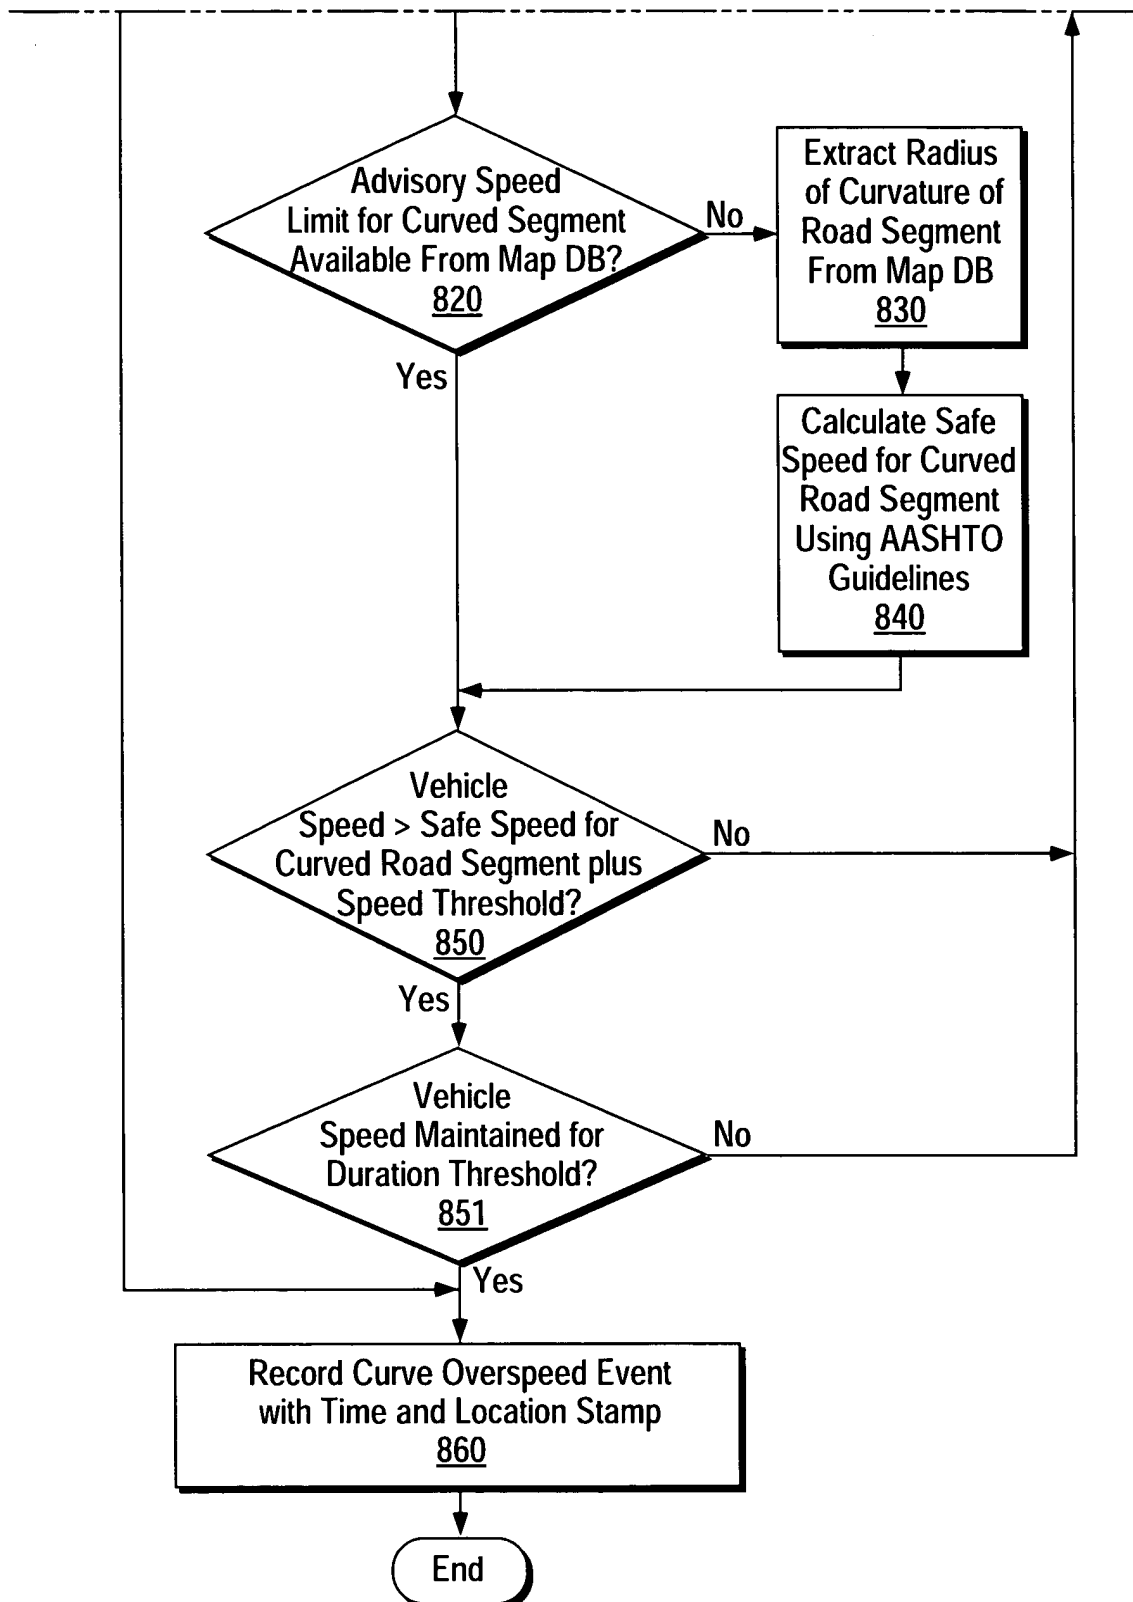 Advisory Speed
Limit for Curved Segment
Available From Map DB?
820
No
Extract Radius
of Curvature of
Road Segment
From Map DB
830
Yes
Calculate Safe
Speed for Curved
Road Segment
Using AASHTO
Guidelines
840
Vehicle
Speed > Safe Speed for
Curved Road Segment plus
Speed Threshold?
850
No
Yes
Vehicle
Speed Maintained for
Duration Threshold?
851
No
Yes
Record Curve Overspeed Event
with Time and Location Stamp
860
End